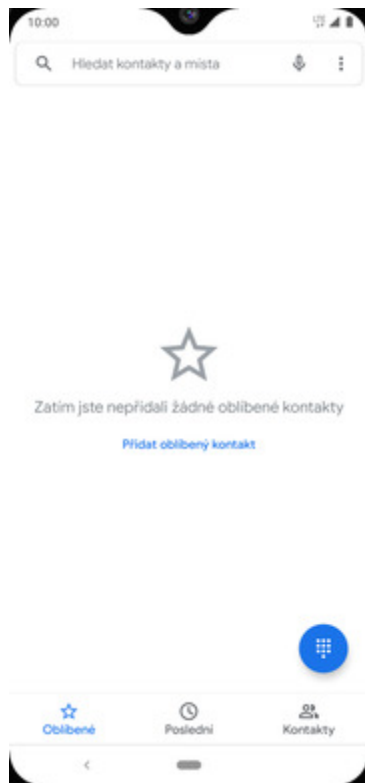 10:00
Hledat kontakty a místa
Zatím jste nepřidali žádné oblíbené kontakty
Přidat oblíbený kontakt
Oblíbené
Poslední
Kontakty